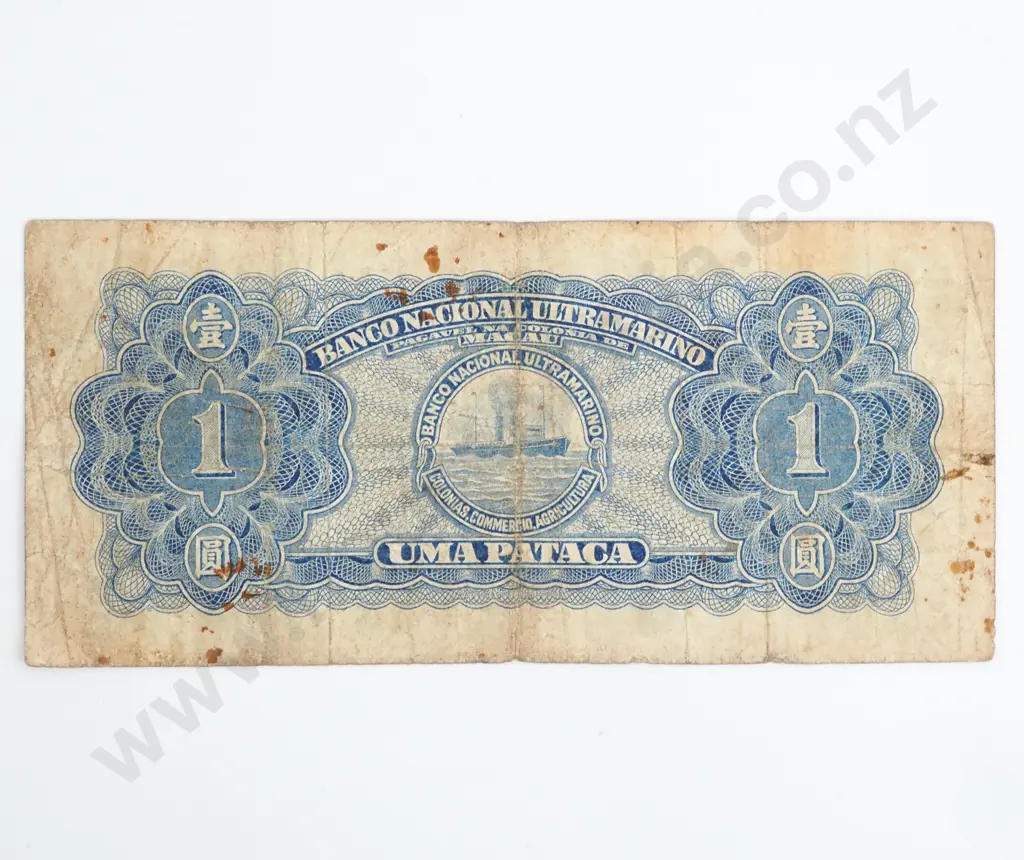 壹
壹
BANCO NACIONAL ULTRAMARINO
PAGAVEL NA COLONIA DE
MACAU
BANCO NACIONAL ULTRAMARINO
1
1
COLONIAS, COMMERCIO, AGRICULTURA
圓
圓
UMA PATACA